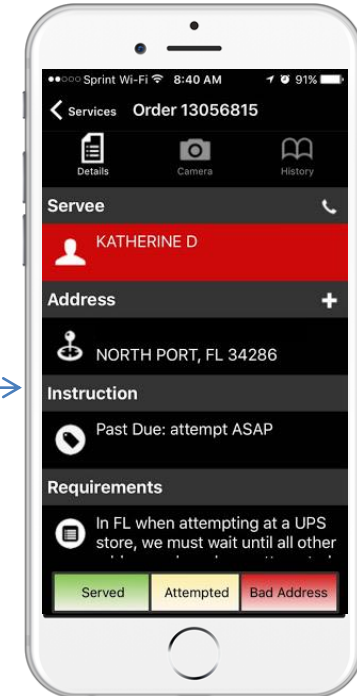 Sprint Wi-Fi 8:40 AM 91%
Services Order 13056815
Details Camera History
Servee
KATHERINE D
Address
NORTH PORT, FL 34286
Instruction
Past Due: attempt ASAP
Requirements
In FL when attempting at a UPS
store, we must wait until all other
Served Attempted Bad Address